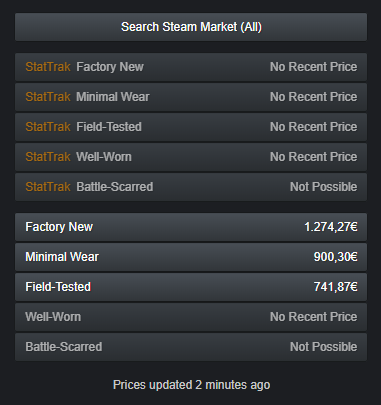 Search Steam Market (All)
StatTrak Factory New No Recent Price
StatTrak Minimal Wear No Recent Price
StatTrak Field-Tested No Recent Price
StatTrak Well-Worn No Recent Price
StatTrak Battle-Scarred Not Possible
Factory New 1.274,27€
Minimal Wear 900,30€
Field-Tested 741,87€
Well-Worn No Recent Price
Battle-Scarred Not Possible
Prices updated 2 minutes ago